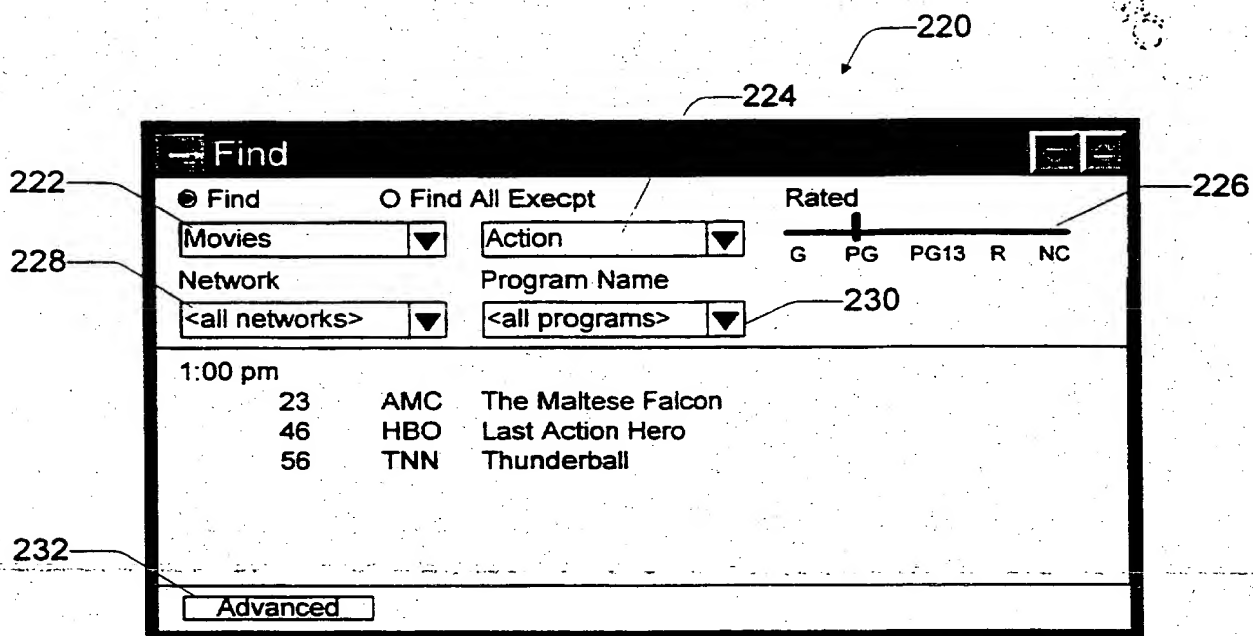 220
224
Find
222
Find Find All Execpt Rated
226
Movies Action
G PG PG13 R NC
228
Network Program Name
230
<all networks> <all programs>
1:00 pm
23 AMC The Maltese Falcon
46 HBO Last Action Hero
56 TNN Thunderball
232
Advanced